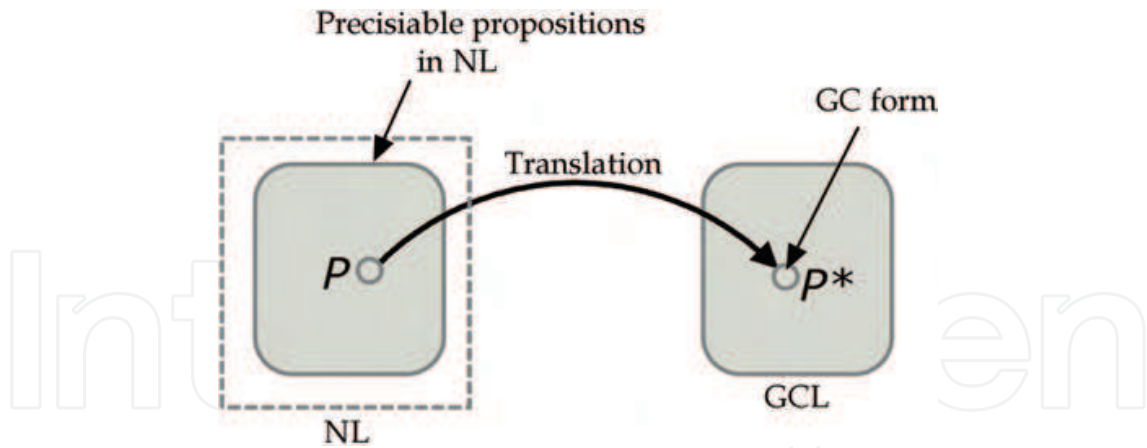 Precisiable propositions
in NL
GC form
Translation
P
P*
GCL
NL